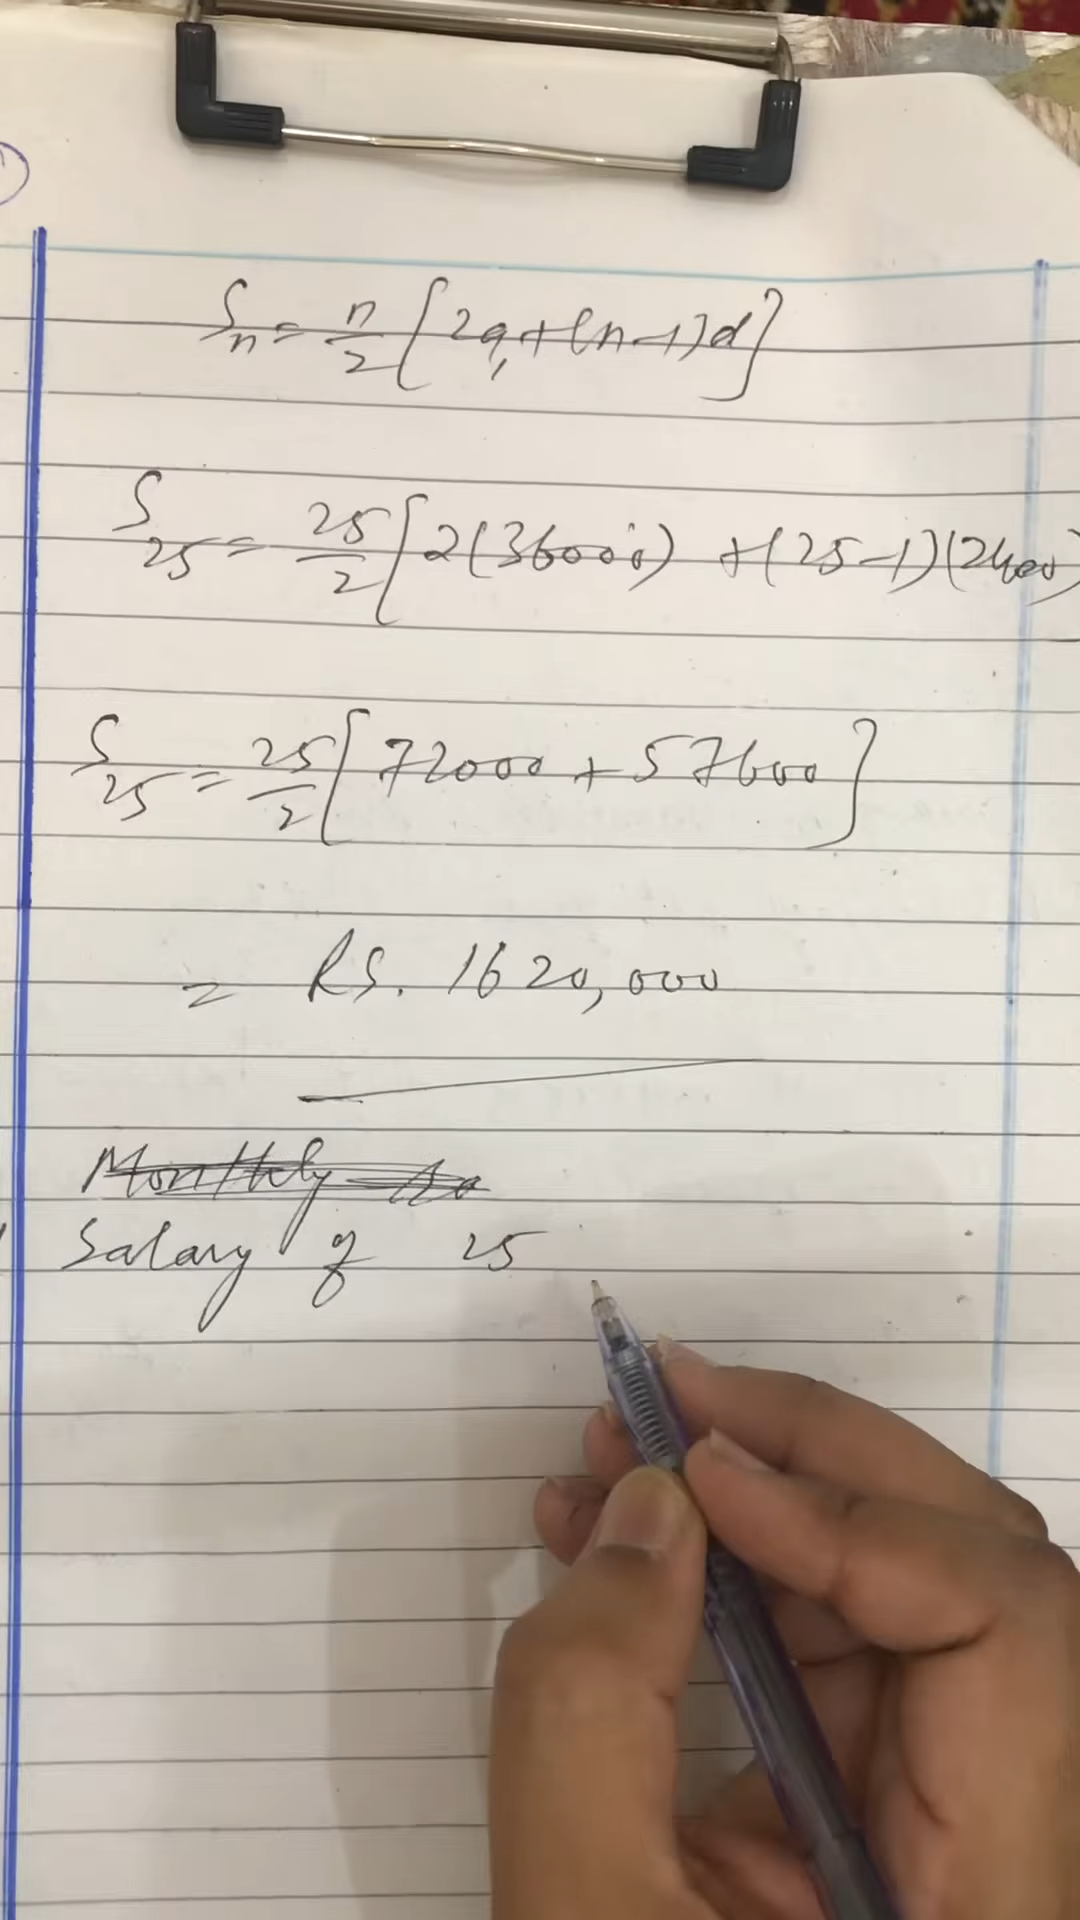 Sn = n/2 [2a₁+(n-1)d]
S25 = 25/2 [2(36000) + (25-1)(2400)
S25 = 25/2 [72000 + 57600]
= RS. 1620,000
Monthly Sa
Salary of 25